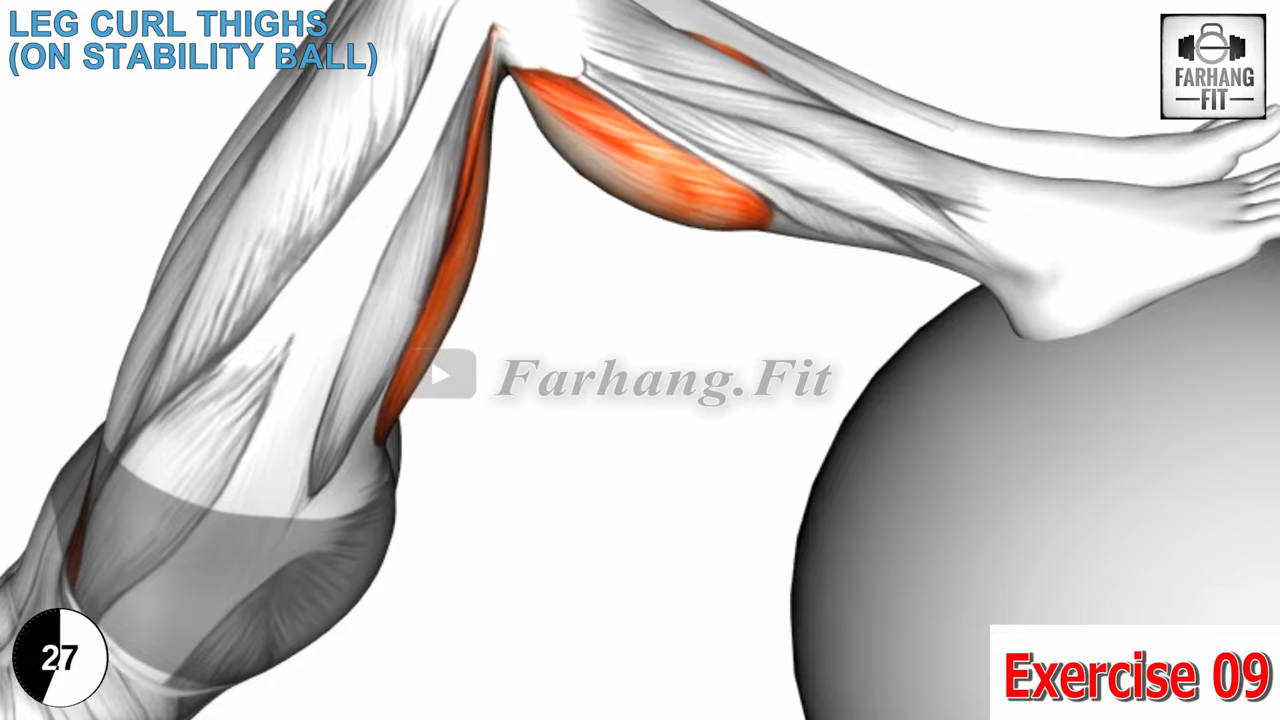 LEG CURL THIGHS
(ON STABILITY BALL)
FARHANG
FIT
Farhang.Fit
27
Exercise 09